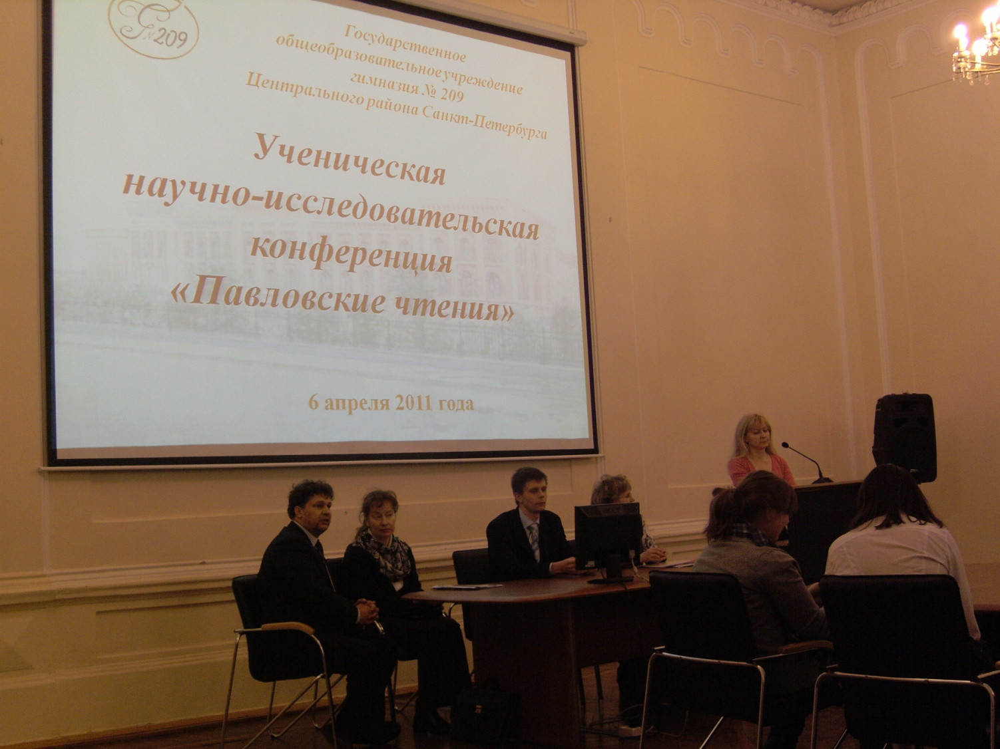 №209
Государственное
общеобразовательное учреждение
гимназия № 209
Центрального района Санкт-Петербурга
Ученическая
научно-исследовательская
конференция
«Павловские чтения»
6 апреля 2011 года